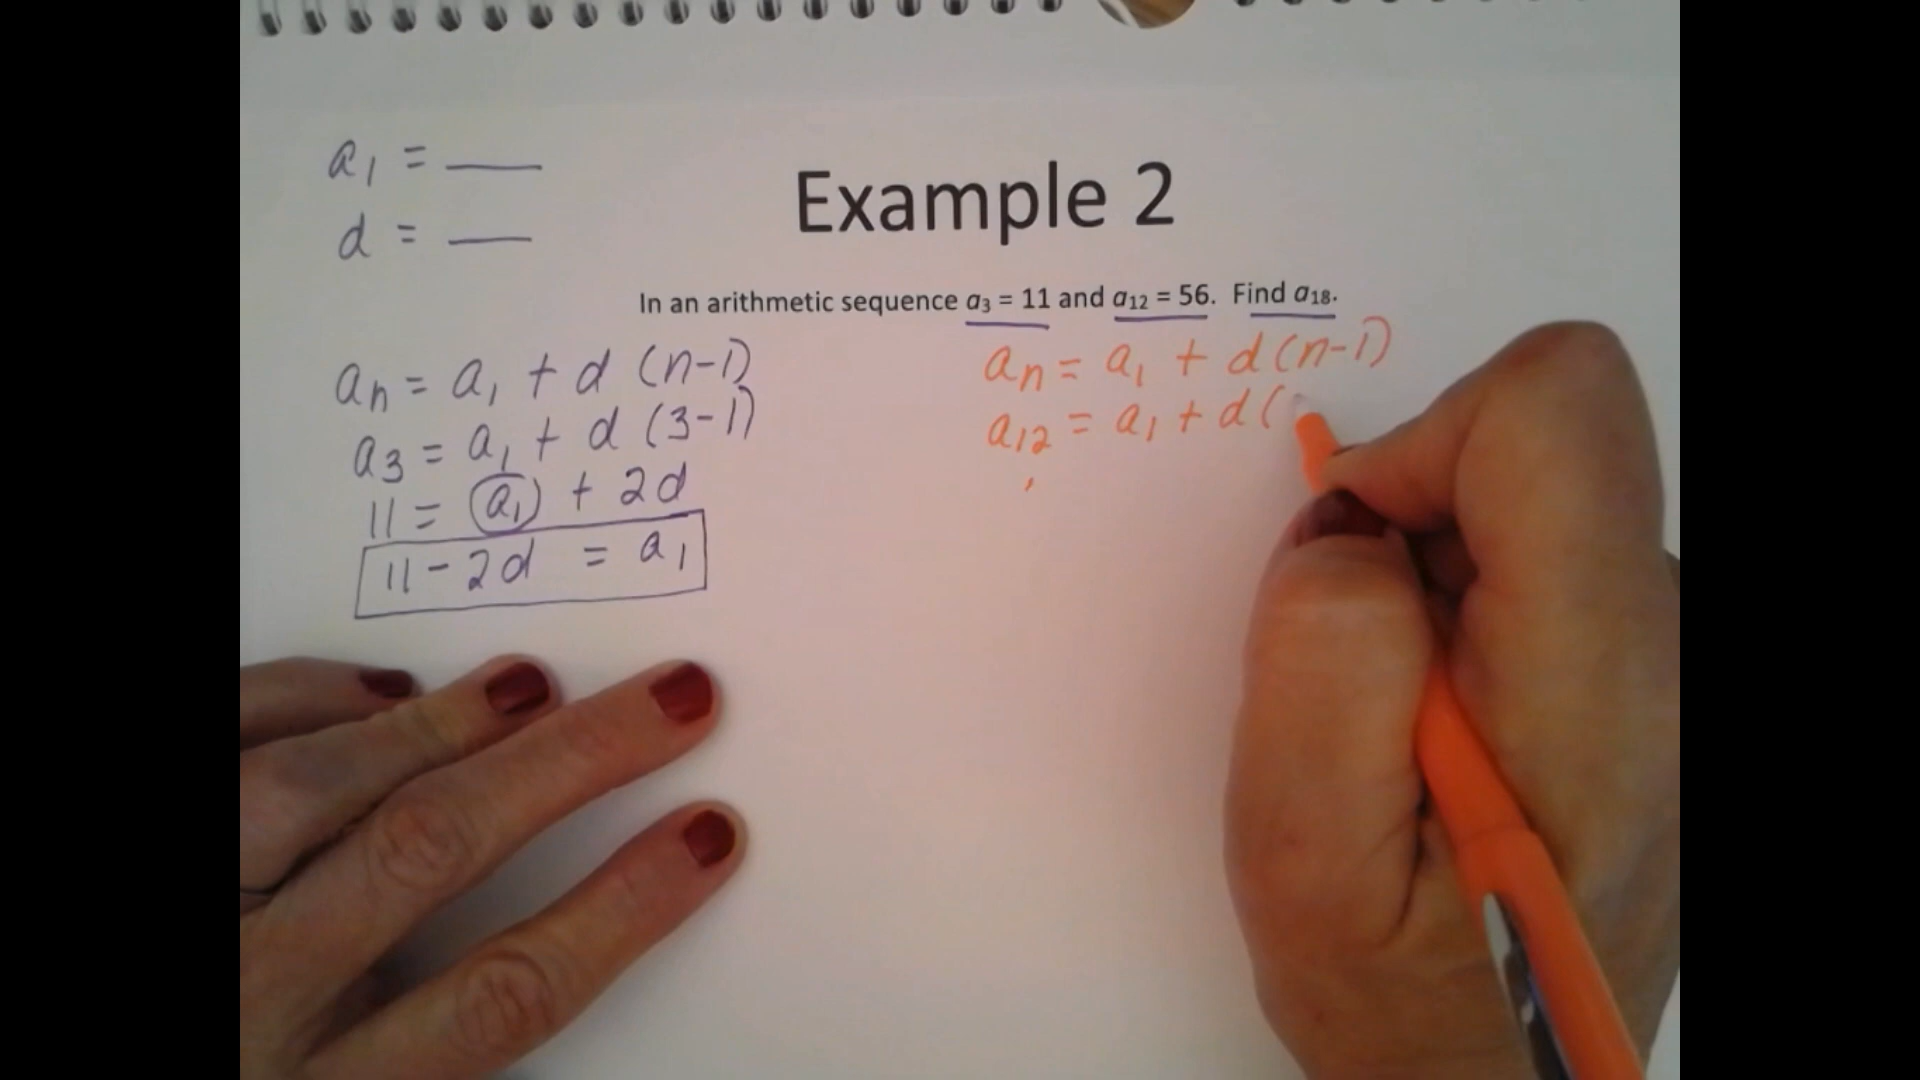 a₁ = ___
d = ___
Example 2
In an arithmetic sequence a₃ = 11 and a₁₂ = 56. Find a₁₈.
aₙ = a₁ + d (n-1)
a₃ = a₁ + d (3-1)
11 = a₁ + 2d
11 - 2d = a₁
aₙ = a₁ + d (n-1)
a₁₂ = a₁ + d (